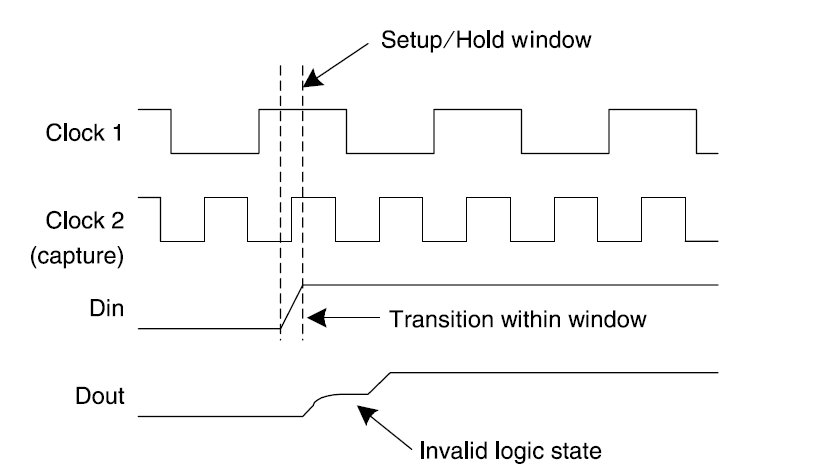 Setup/Hold window
Clock 1
Clock 2
(capture)
Din
Transition within window
Dout
Invalid logic state